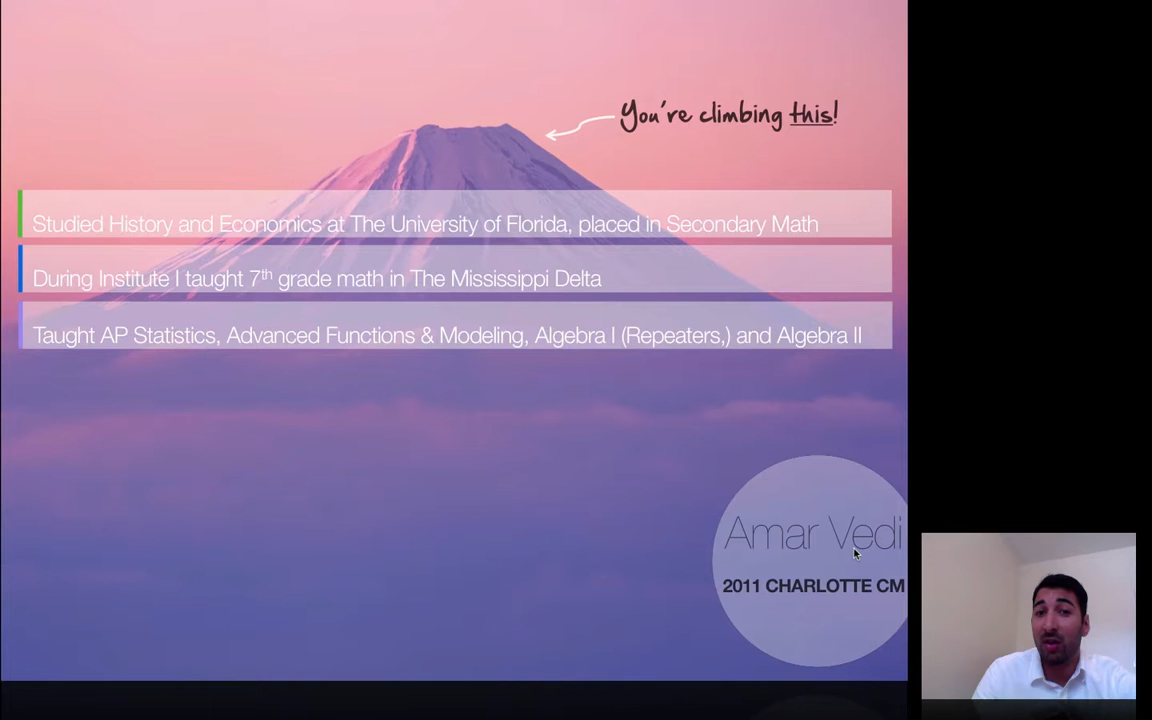 You're climbing this!
Studied History and Economics at The University of Florida, placed in Secondary Math
During Institute I taught 7th grade math in The Mississippi Delta
Taught AP Statistics, Advanced Functions & Modeling, Algebra I (Repeaters,) and Algebra II
Amar Vedi
2011 CHARLOTTE CM